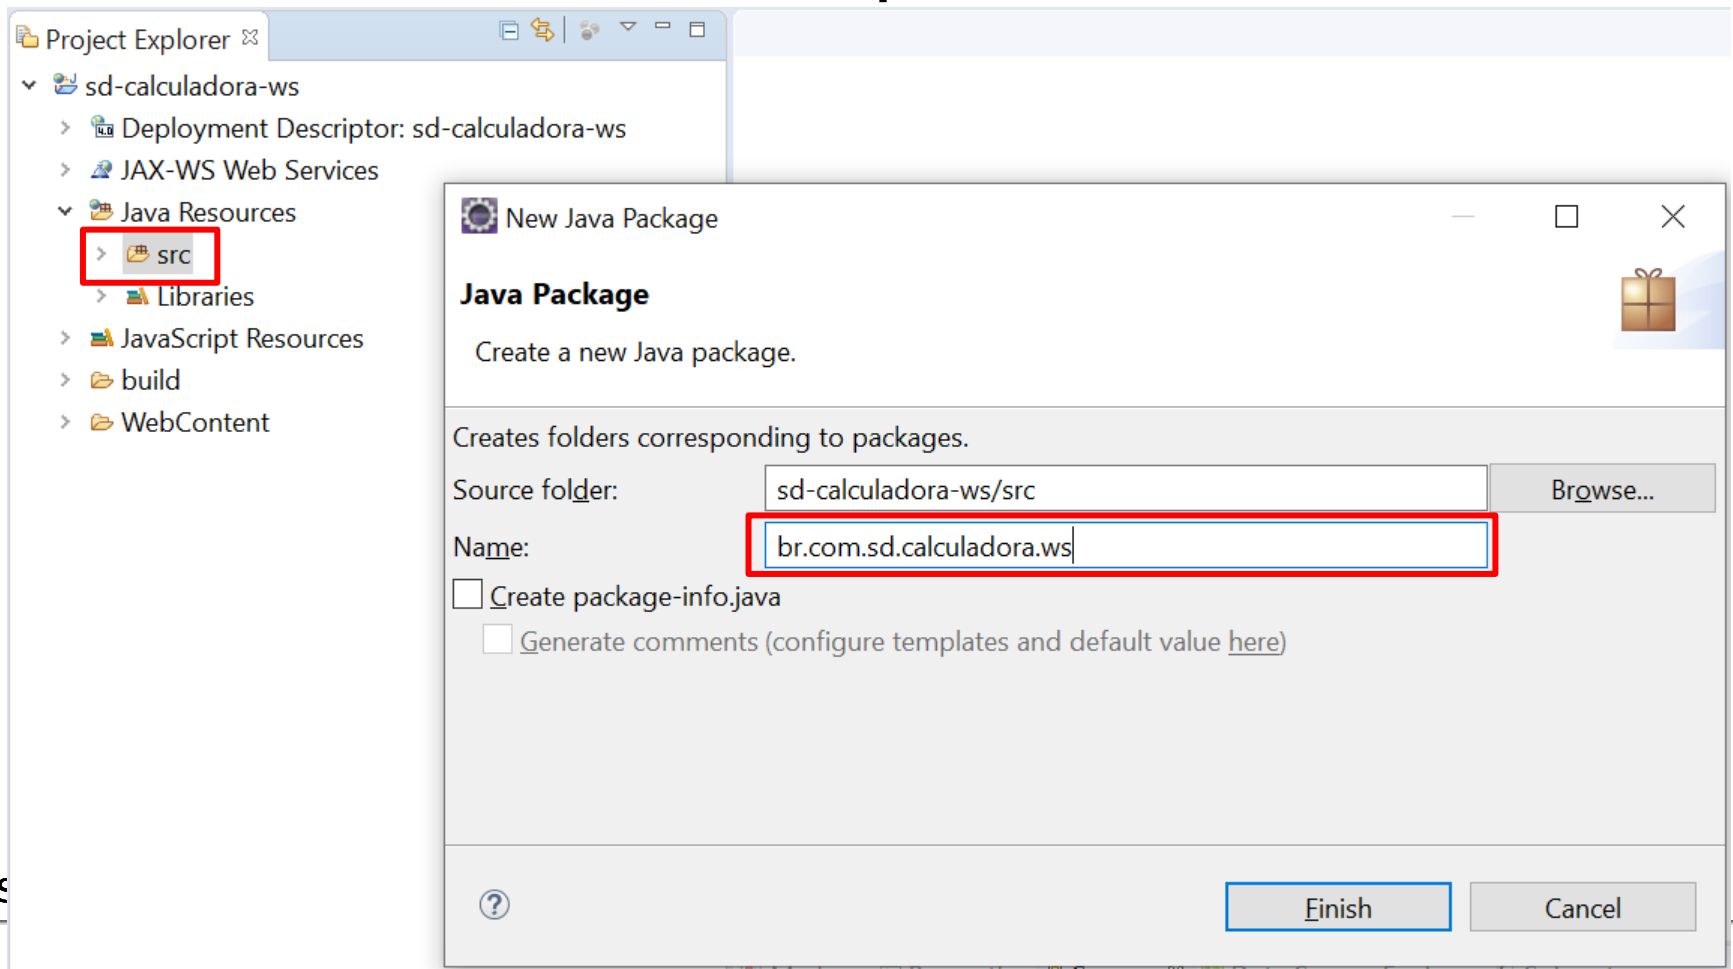 Project Explorer
sd-calculadora-ws
Deployment Descriptor: sd-calculadora-ws
JAX-WS Web Services
Java Resources
src
Libraries
JavaScript Resources
build
WebContent
New Java Package
Java Package
Create a new Java package.
Creates folders corresponding to packages.
Source folder: sd-calculadora-ws/src Browse...
Name: br.com.sd.calculadora.ws
Create package-info.java
Generate comments (configure templates and default value here)
Finish Cancel